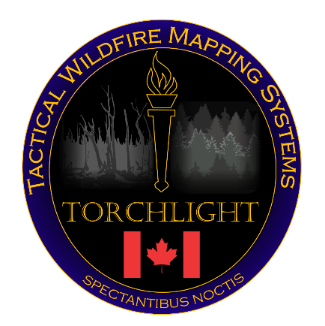 TACTICAL WILDFIRE MAPPING SYSTEMS
TORCHLIGHT
SPECTANTIBUS NOCTIS